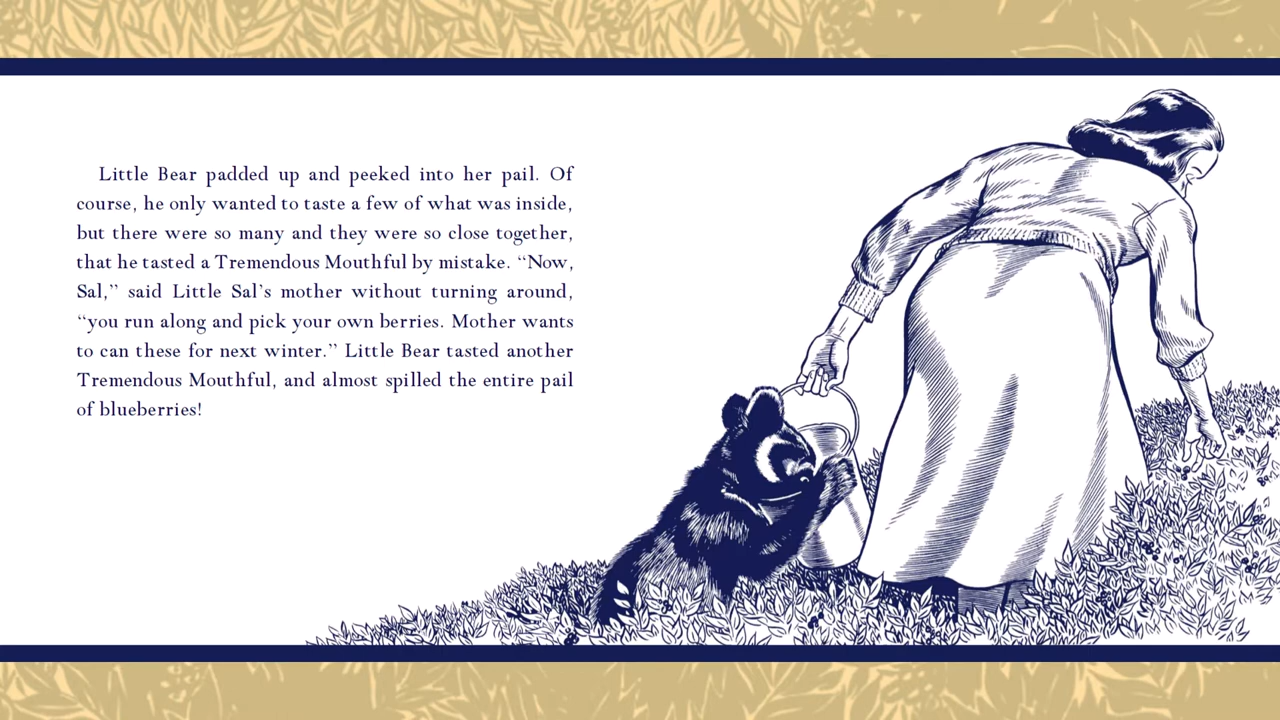 Little Bear padded up and peeked into her pail. Of
course, he only wanted to taste a few of what was inside,
but there were so many and they were so close together,
that he tasted a Tremendous Mouthful by mistake. “Now,
Sal,” said Little Sal’s mother without turning around,
“you run along and pick your own berries. Mother wants
to can these for next winter.” Little Bear tasted another
Tremendous Mouthful, and almost spilled the entire pail
of blueberries!